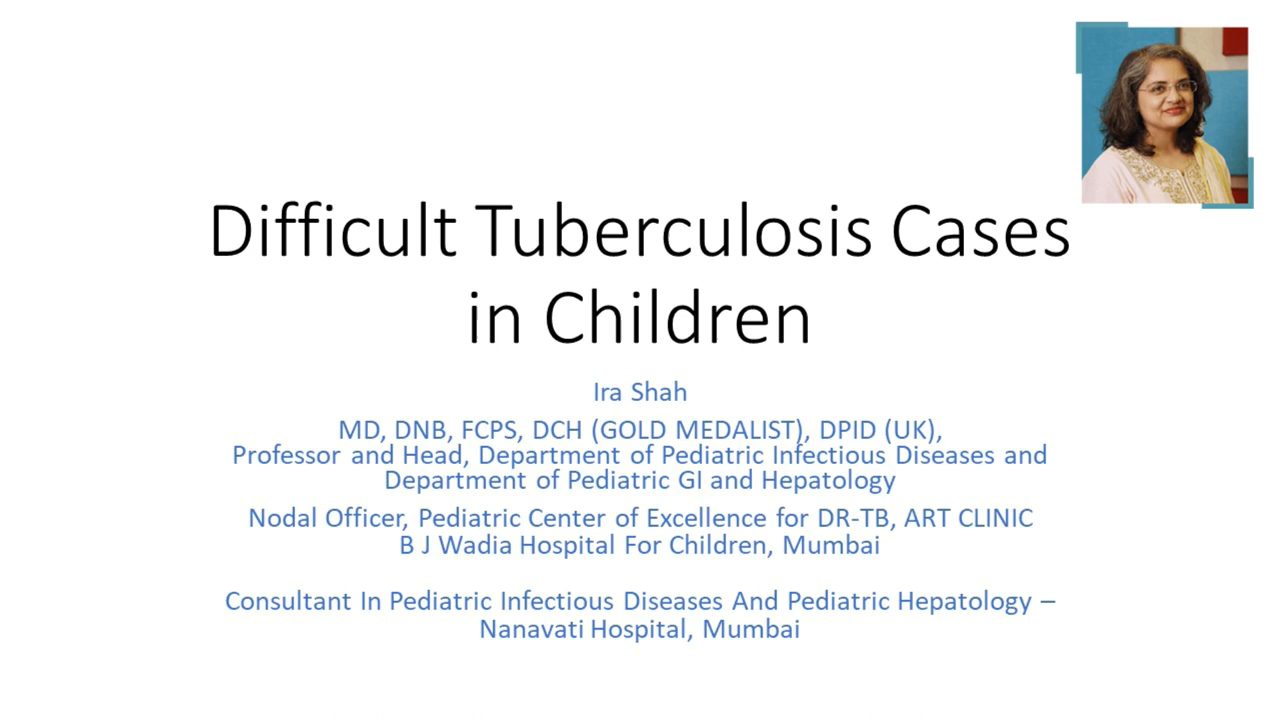 Difficult Tuberculosis Cases
in Children
Ira Shah
MD, DNB, FCPS, DCH (GOLD MEDALIST), DPID (UK),
Professor and Head, Department of Pediatric Infectious Diseases and
Department of Pediatric GI and Hepatology
Nodal Officer, Pediatric Center of Excellence for DR-TB, ART CLINIC
B J Wadia Hospital For Children, Mumbai
Consultant In Pediatric Infectious Diseases And Pediatric Hepatology –
Nanavati Hospital, Mumbai